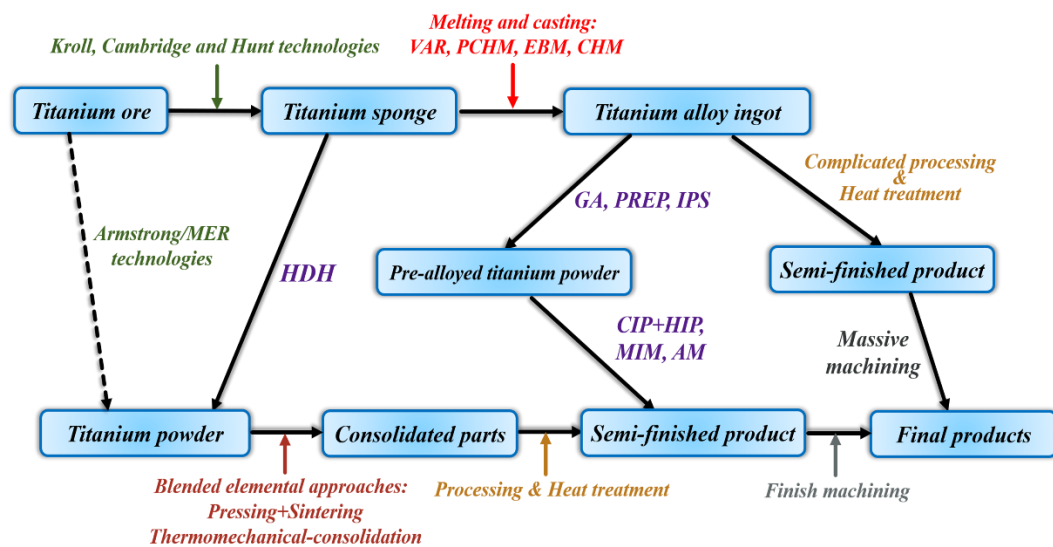 Kroll, Cambridge and Hunt technologies
Melting and casting:
VAR, PCHM, EBM, CHM
Titanium ore
Titanium sponge
Titanium alloy ingot
Complicated processing
&
Heat treatment
GA, PREP, IPS
Armstrong/MER
technologies
HDH
Pre-alloyed titanium powder
Semi-finished product
CIP+HIP,
MIM, AM
Massive
machining
Titanium powder
Consolidated parts
Semi-finished product
Final products
Blended elemental approaches:
Pressing+Sintering
Thermomechanical-consolidation
Processing & Heat treatment
Finish machining